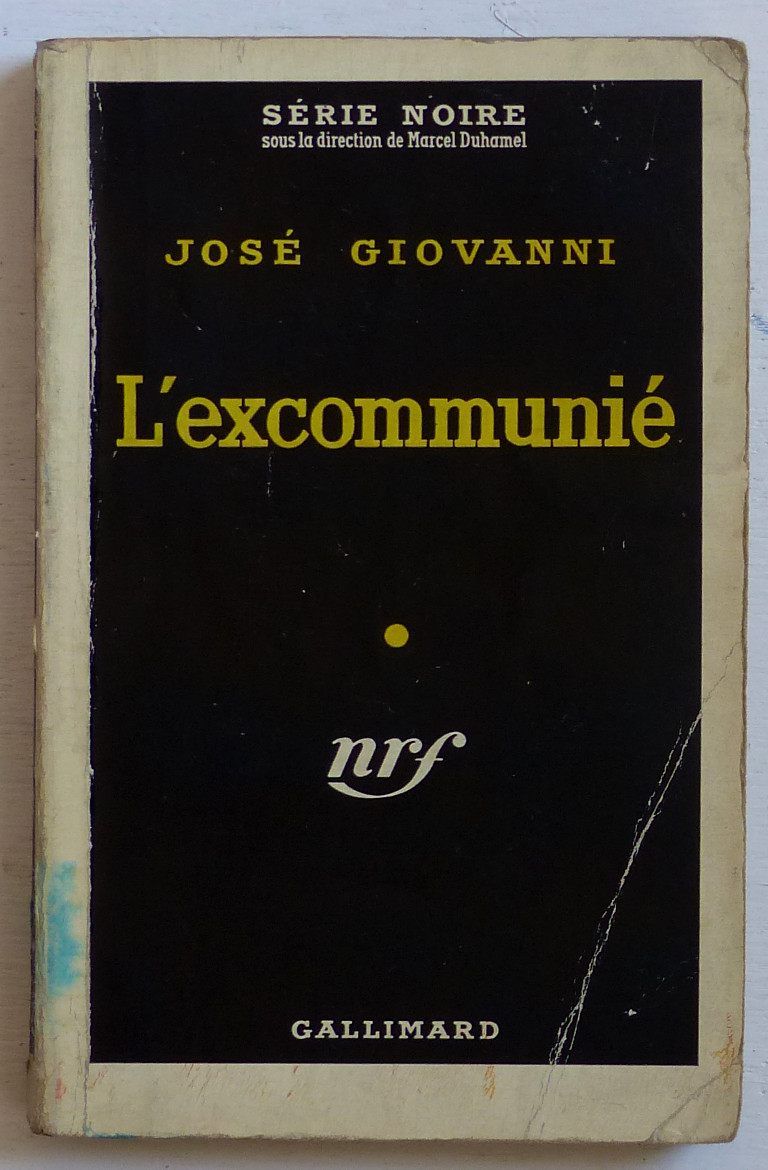 SÉRIE NOIRE
sous la direction de Marcel Duhamel
JOSÉ GIOVANNI
L'excommunié
nrf
GALLIMARD